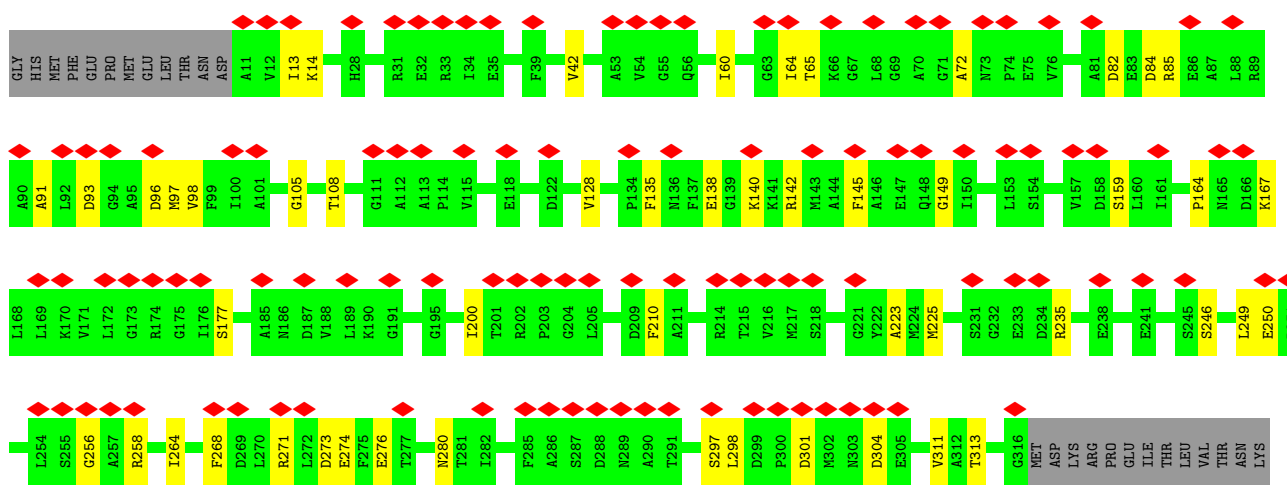 GLY HIS MET PHE GLU PRO MET GLU LEU THR ASN ASP A11 V12 I13 K14 H28 R31 E32 R33 I34 E35 F39 V42 A53 V54 G55 Q56 I60 G63 I64 T65 K66 G67 L68 G69 A70 G71 A72 N73 P74 E75 V76 A81 D82 E83 D84 R85 E86 A87 L88 R89
A90 A91 L92 D93 G94 A95 D96 M97 V98 F99 I100 A101 G105 T108 G111 A112 A113 P114 V115 E118 D122 V128 P134 F135 N136 F137 E138 G139 K140 K141 R142 M143 A144 F145 A146 E147 Q148 G149 I150 L153 S154 V157 D158 S159 L160 I161 P164 N165 D166 K167
L168 L169 K170 V171 L172 G173 R174 G175 I176 S177 A185 N186 D187 V188 L189 K190 G191 G195 I200 T201 R202 P203 G204 L205 D209 F210 A211 R214 T215 V216 M217 S218 G221 Y222 A223 M224 M225 S231 G232 E233 D234 R235 E238 E241 S245 S246 L249 E250
L254 S255 G256 A257 R258 I264 F268 D269 L270 R271 L272 D273 E274 F275 E276 T277 N280 T281 I282 F285 A286 S287 D288 N289 A290 T291 S297 L298 D299 P300 D301 M302 N303 D304 E305 V311 A312 T313 G316 MET ASP LYS ARG PRO GLU ILE THR LEU VAL THR ASN LYS